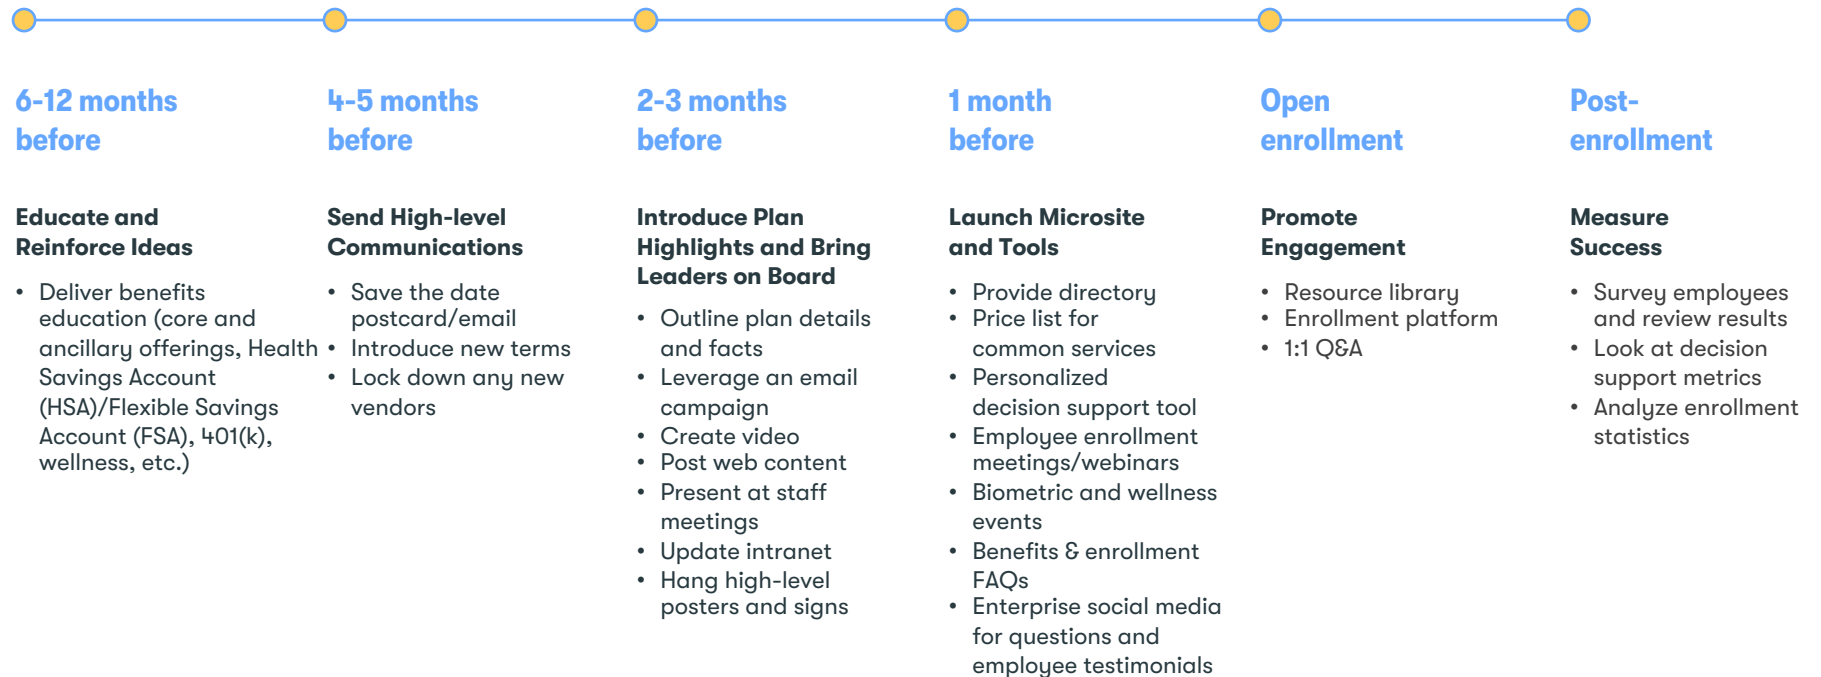 6-12 months
before
Educate and
Reinforce Ideas
• Deliver benefits
education (core and
ancillary offerings, Health
Savings Account
(HSA)/Flexible Savings
Account (FSA), 401(k),
wellness, etc.)
4-5 months
before
Send High-level
Communications
• Save the date
postcard/email
• Introduce new terms
• Lock down any new
vendors
2-3 months
before
Introduce Plan
Highlights and Bring
Leaders on Board
• Outline plan details
and facts
• Leverage an email
campaign
• Create video
• Post web content
• Present at staff
meetings
• Update intranet
• Hang high-level
posters and signs
1 month
before
Launch Microsite
and Tools
• Provide directory
• Price list for
common services
• Personalized
decision support tool
• Employee enrollment
meetings/webinars
• Biometric and wellness
events
• Benefits & enrollment
FAQs
• Enterprise social media
for questions and
employee testimonials
Open
enrollment
Promote
Engagement
• Resource library
• Enrollment platform
• 1:1 Q&A
Post-
enrollment
Measure
Success
• Survey employees
and review results
• Look at decision
support metrics
• Analyze enrollment
statistics